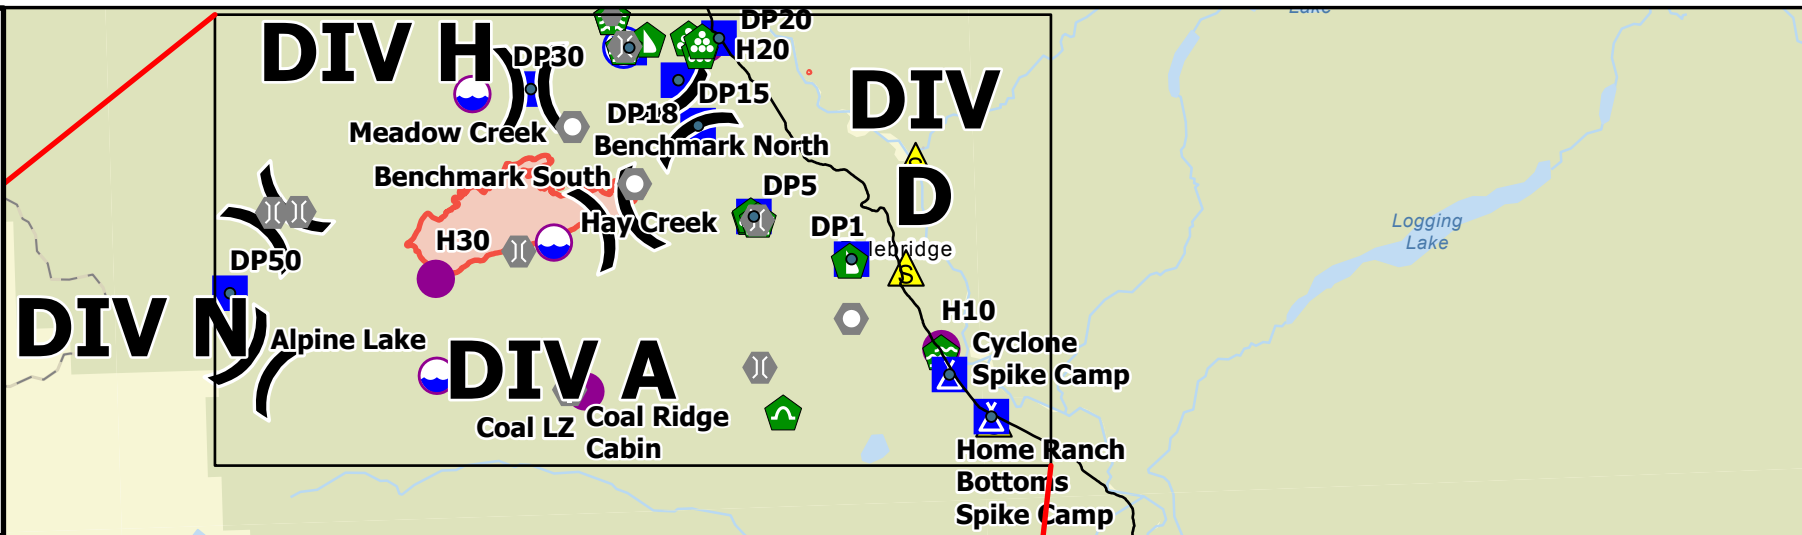 Lake
DP20
H20
DIV H
DP30
DIV
D
DP15
DP18
Meadow Creek
Benchmark North
Benchmark South
DP5
Hay Creek
DP1
H30
lebridge
Logging
Lake
DP50
S
DIV N
H10
Alpine Lake
Cyclone
Spike Camp
DIV A
Coal LZ
Coal Ridge
Cabin
Home Ranch
Bottoms
Spike Camp